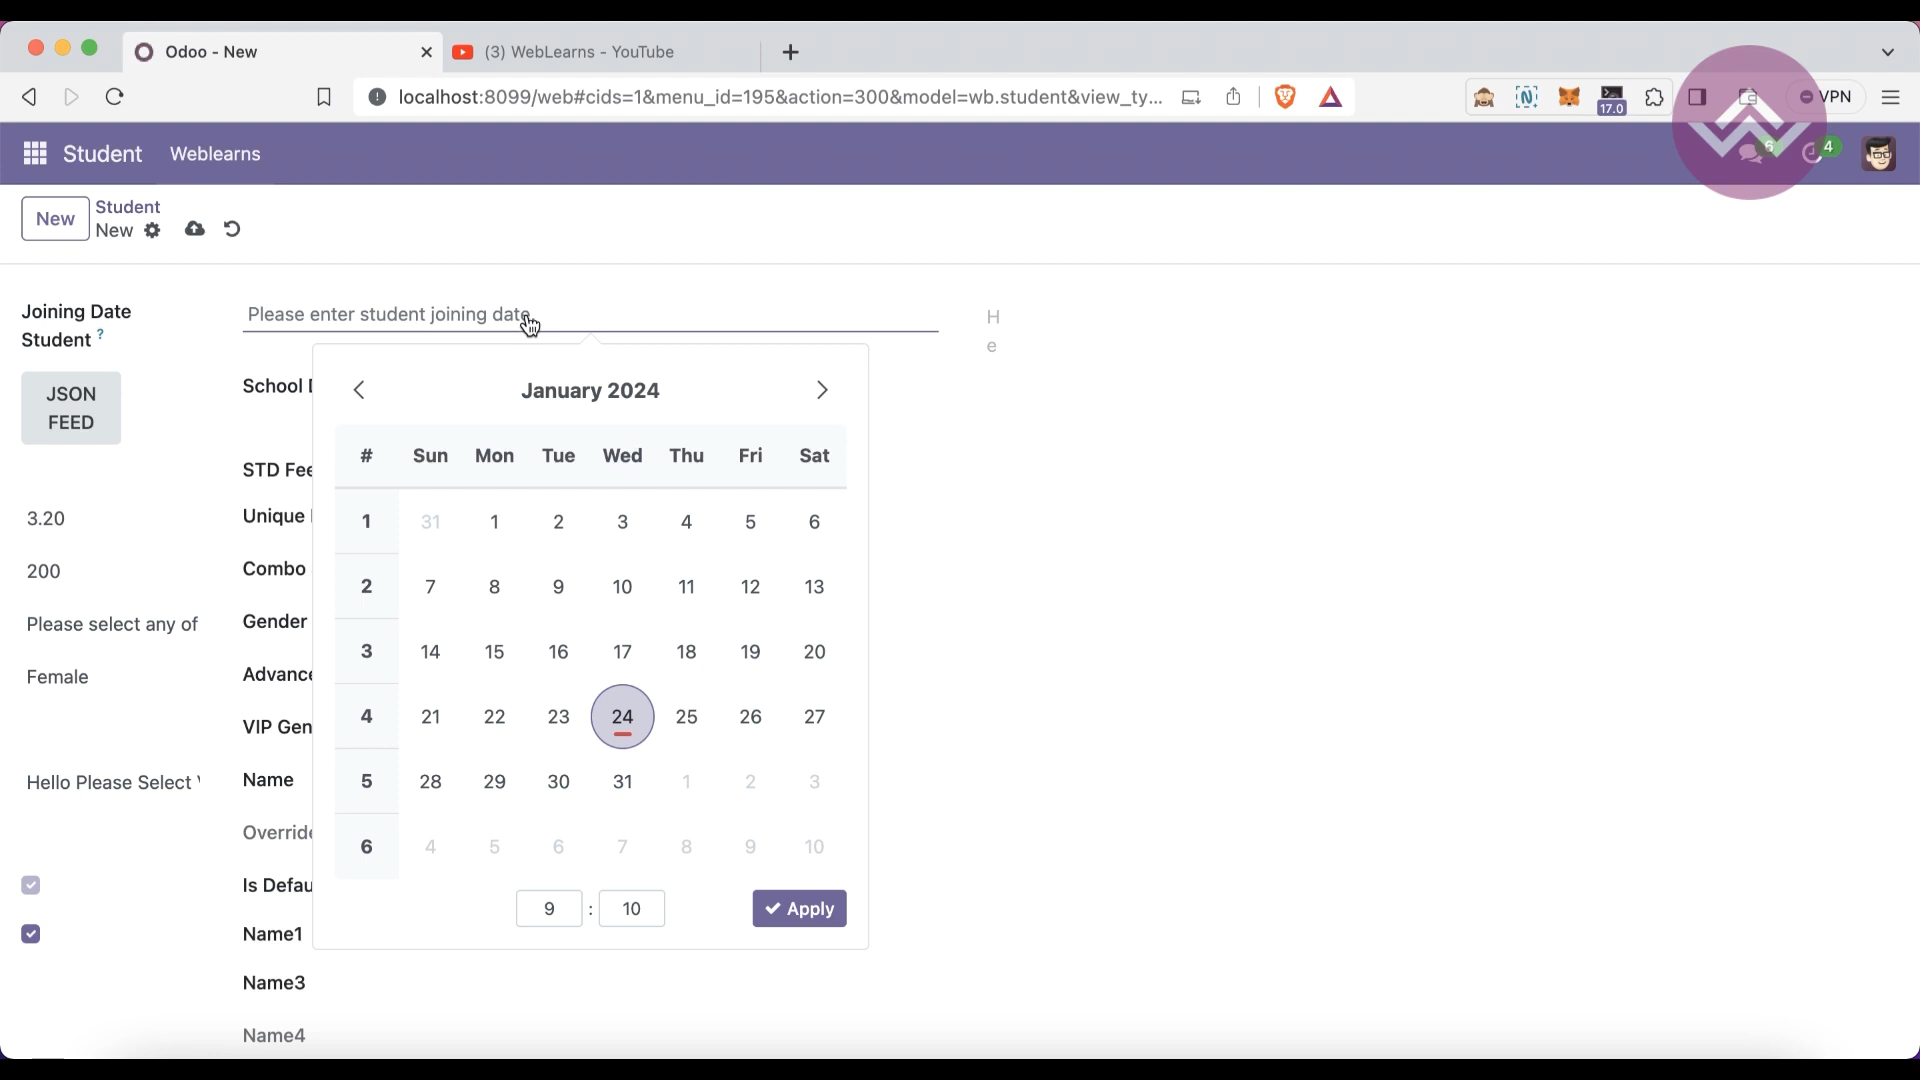 Odoo - New
(3) WebLearns - YouTube
localhost:8099/web#cids=1&menu_id=195&action=300&model=wb.student&view_ty...
17.0
VPN
Student
Weblearns
6
4
New
Student
New
Joining Date
Student ?
Please enter student joining date
H
e
JSON
FEED
School
January 2024
# Sun Mon Tue Wed Thu Fri Sat
1 31 1 2 3 4 5 6
2 7 8 9 10 11 12 13
3 14 15 16 17 18 19 20
4 21 22 23 24 25 26 27
5 28 29 30 31 1 2 3
6 4 5 6 7 8 9 10
9 : 10
Apply
STD Fee
3.20
Unique
200
Combo
Please select any of
Gender
Female
Advance
VIP Gen
Hello Please Select
Name
Override
Is Defau
Name1
Name3
Name4